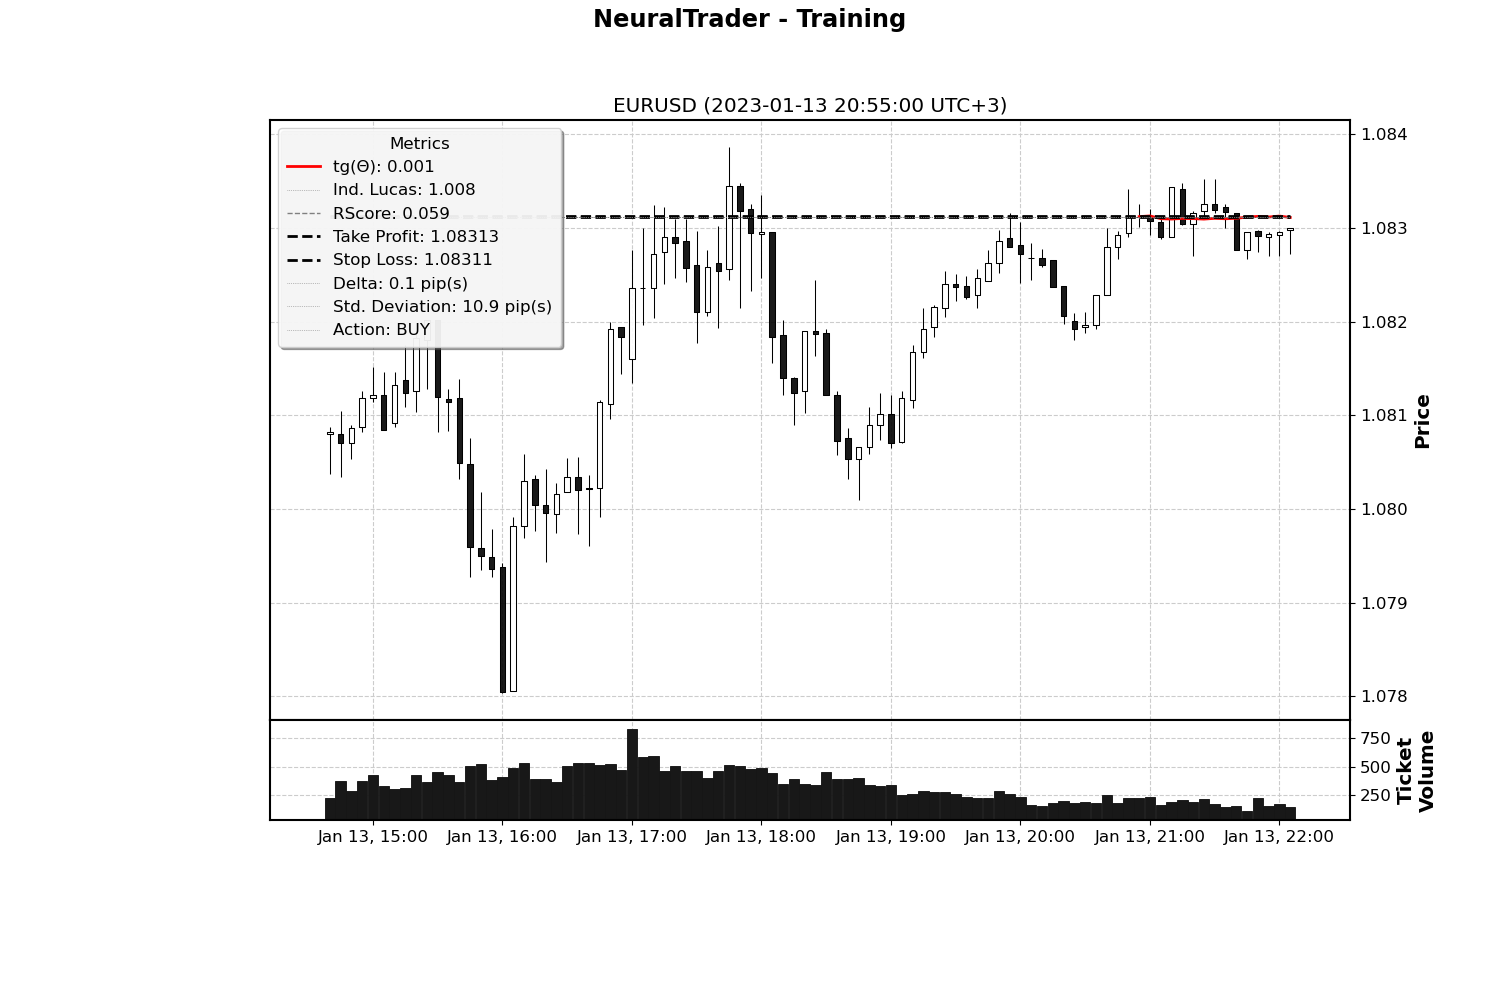 NeuralTrader - Training
EURUSD (2023-01-13 20:55:00 UTC+3)
Metrics
tg(Θ): 0.001
Ind. Lucas: 1.008
RScore: 0.059
Take Profit: 1.08313
Stop Loss: 1.08311
Delta: 0.1 pip(s)
Std. Deviation: 10.9 pip(s)
Action: BUY
1.084
1.083
1.082
1.081
1.080
1.079
1.078
Price
750
500
250
Ticket
Volume
Jan 13, 15:00
Jan 13, 16:00
Jan 13, 17:00
Jan 13, 18:00
Jan 13, 19:00
Jan 13, 20:00
Jan 13, 21:00
Jan 13, 22:00